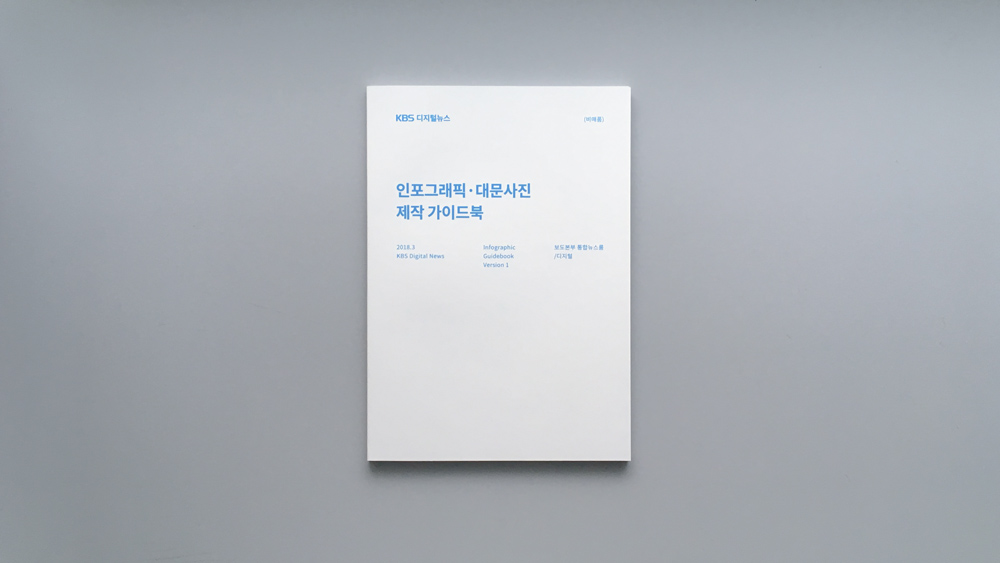 KBS 디지털뉴스
(비매품)
인포그래픽·대문사진
제작 가이드북
2018.3
KBS Digital News
Infographic
Guidebook
Version 1
보도본부 통합뉴스룸
/디지털